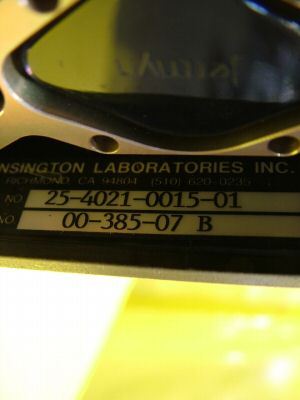 NSINGTON LABORATORIES INC.
RICHMOND, CA 94804 (510) 620-0235
NO 25-4021-0015-01
NO 00-385-07 B